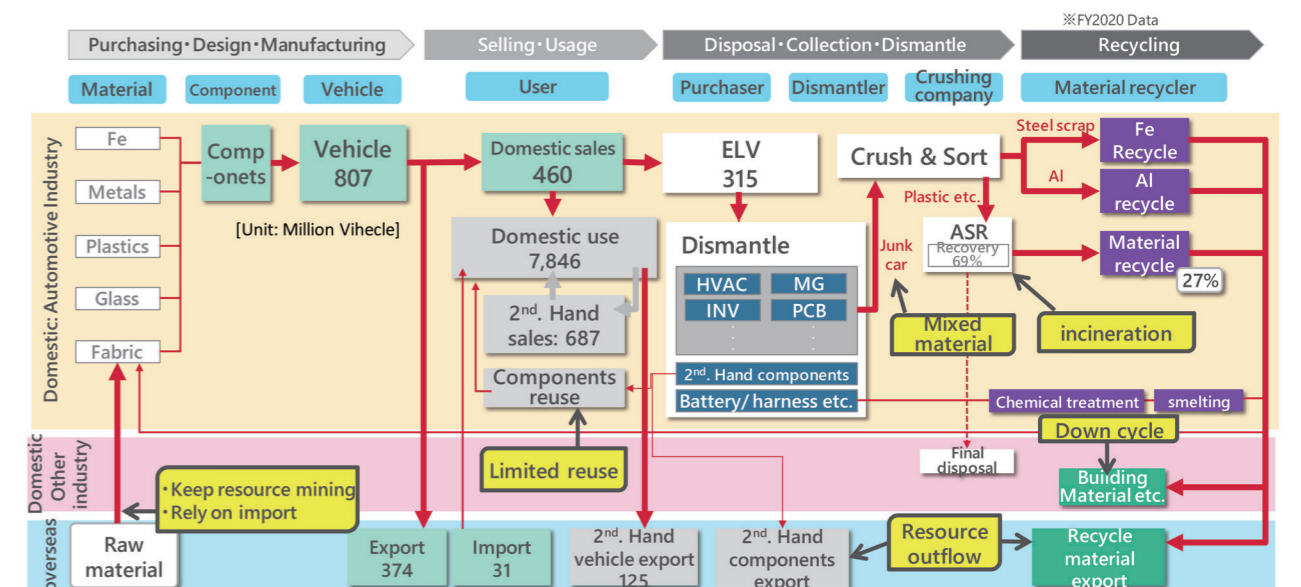 ※FY2020 Data
Purchasing・Design・Manufacturing
Selling・Usage
Disposal・Collection・Dismantle
Recycling
Material
Component
Vehicle
User
Purchaser
Dismantler
Crushing
company
Material recycler
Domestic: Automotive Industry
Fe
Metals
Plastics
Glass
Fabric
Comp
-onets
Vehicle
807
[Unit: Million Vihecle]
Domestic sales
460
Domestic use
7,846
2nd. Hand
sales: 687
Components
reuse
Limited reuse
ELV
315
Dismantle
HVAC
MG
INV
PCB
2nd. Hand components
Battery/ harness etc.
Junk
car
Crush & Sort
Plastic etc.
ASR
Recovery
69%
Mixed
material
incineration
Steel scrap
Al
Fe
Recycle
Al
recycle
Material
recycle
27%
Chemical treatment
smelting
Down cycle
Domestic
Other
industry
・Keep resource mining
・Rely on import
Final
disposal
Building
Material etc.
overseas
Raw
material
Export
374
Import
31
2nd. Hand
vehicle export
125
2nd. Hand
components
export
Resource
outflow
Recycle
material
export